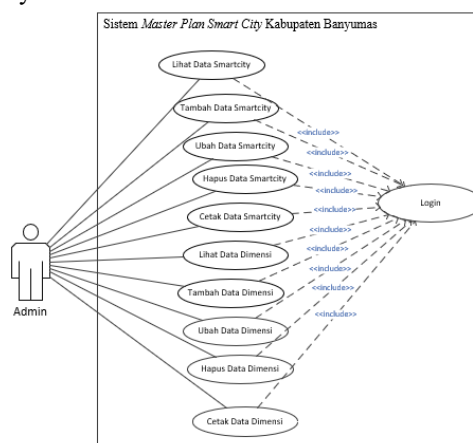 Sistem Master Plan Smart City Kabupaten Banyumas
Lihat Data Smartcity
Tambah Data Smartcity
<<include>>
Ubah Data Smartcity
<<include>>
Hapus Data Smartcity
<<include>>
<<include>>
Cetak Data Smartcity
<<include>>
Login
Lihat Data Dimensi
<<include>>
<<include>>
Tambah Data Dimensi
<<include>>
Admin
Ubah Data Dimensi
<<include>>
<<include>>
Hapus Data Dimensi
Cetak Data Dimensi